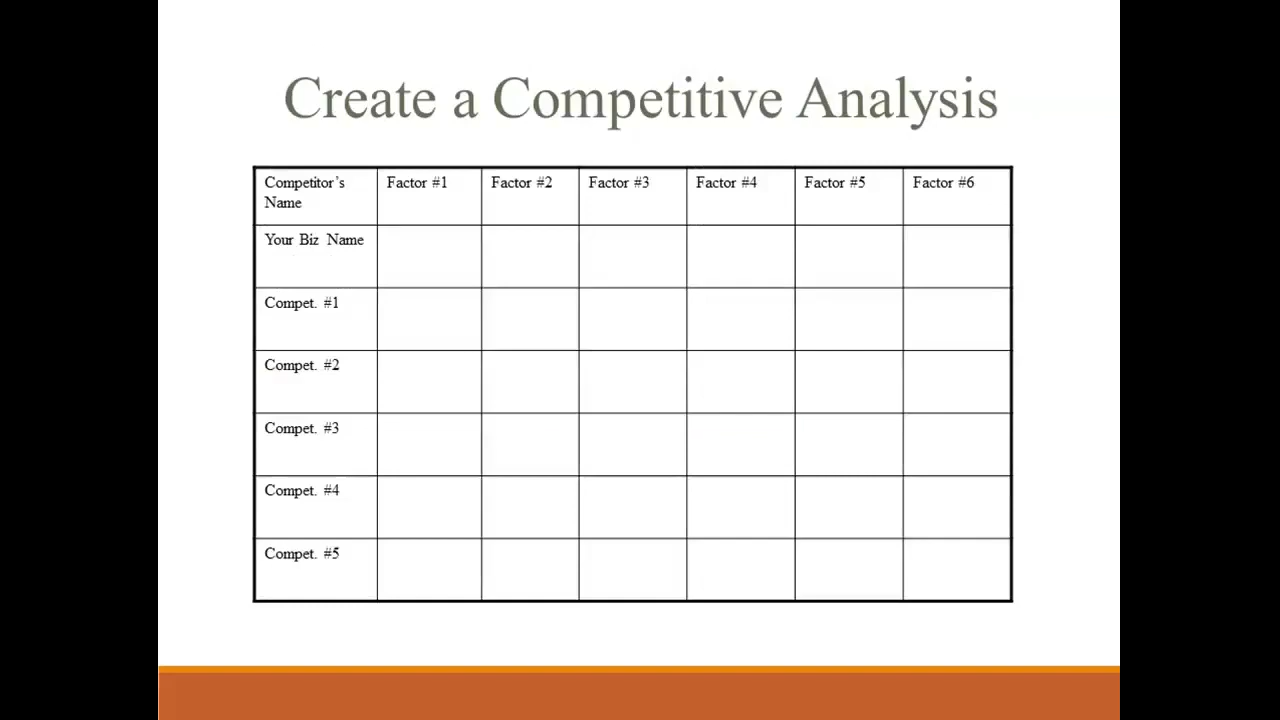 Create a Competitive Analysis
Competitor’s Name Factor #1 Factor #2 Factor #3 Factor #4 Factor #5 Factor #6
Your Biz Name
Compet. #1
Compet. #2
Compet. #3
Compet. #4
Compet. #5